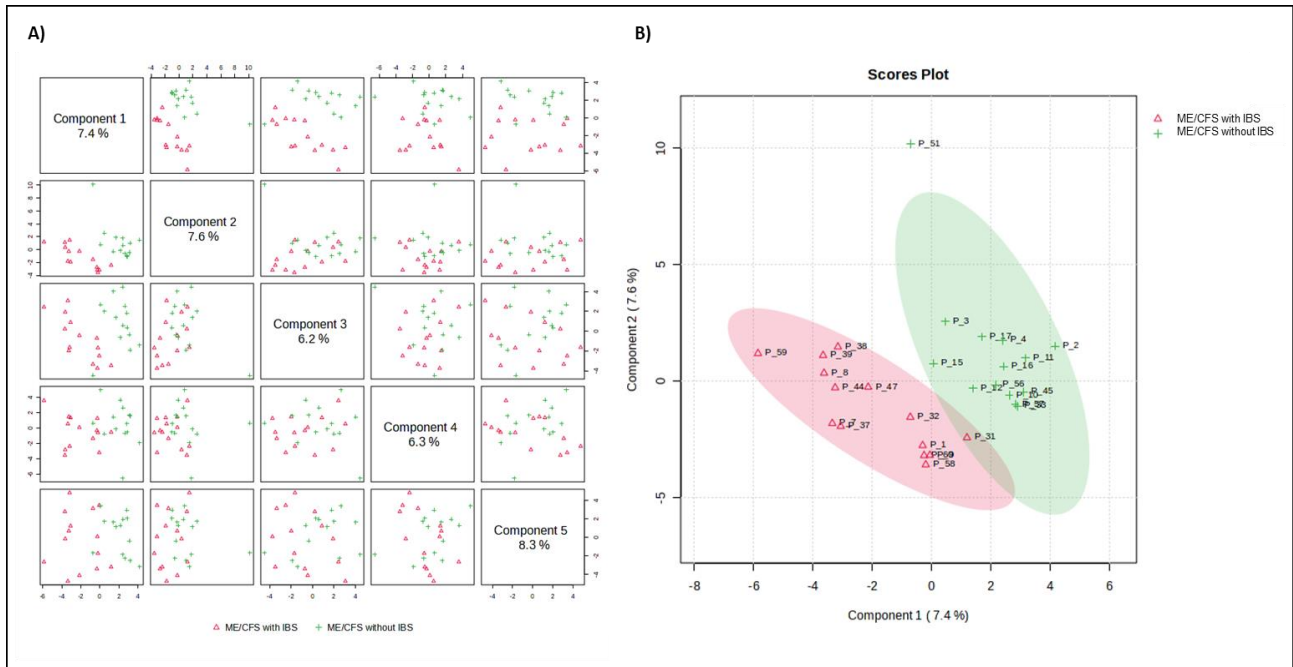 A)
B)
-4 -2 0 2 4 6 8 10
-6 -4 -2 0 2 4
Component 1
7.4 %
-6 -4 -2 0 2 4
-4 -2 0 2 4 6 8 10
Component 2
7.6 %
Component 3
6.2 %
-4 -2 0 2 4
-6 -4 -2 0 2 4
Component 4
6.3 %
Component 5
8.3 %
-4 -2 0 2 4
-6 -4 -2 0 2 4
-4 -2 0 2 4
-4 -2 0 2 4
ME/CFS with IBS
ME/CFS without IBS
Scores Plot
ME/CFS with IBS
ME/CFS without IBS
10
5
0
-5
Component 2 ( 7.6 %)
P_51
P_3
P_17
P_4
P_2
P_38
P_59
P_39
P_11
P_15
P_16
P_8
P_56
P_44
P_47
P_12
P_45
P_10
P_32
P_7
P_37
P_31
P_1
P_58
-8 -6 -4 -2 0 2 4 6
Component 1 ( 7.4 %)